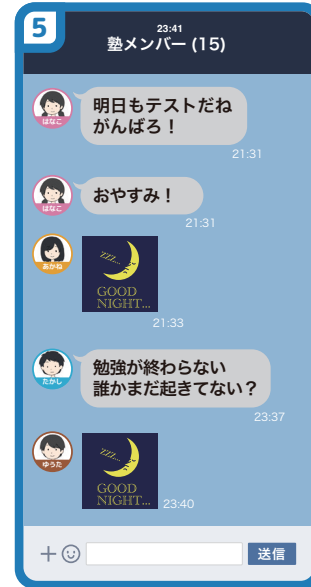 5
23:41
塾メンバー (15)
明日もテストだね
がんばろ！
はなこ
21:31
おやすみ！
はなこ
21:31
zzz...
GOOD
NIGHT...
あかね
21:33
勉強が終わらない
誰かまだ起きてない？
たかし
23:37
zzz...
GOOD
NIGHT...
ゆうた
23:40
送信